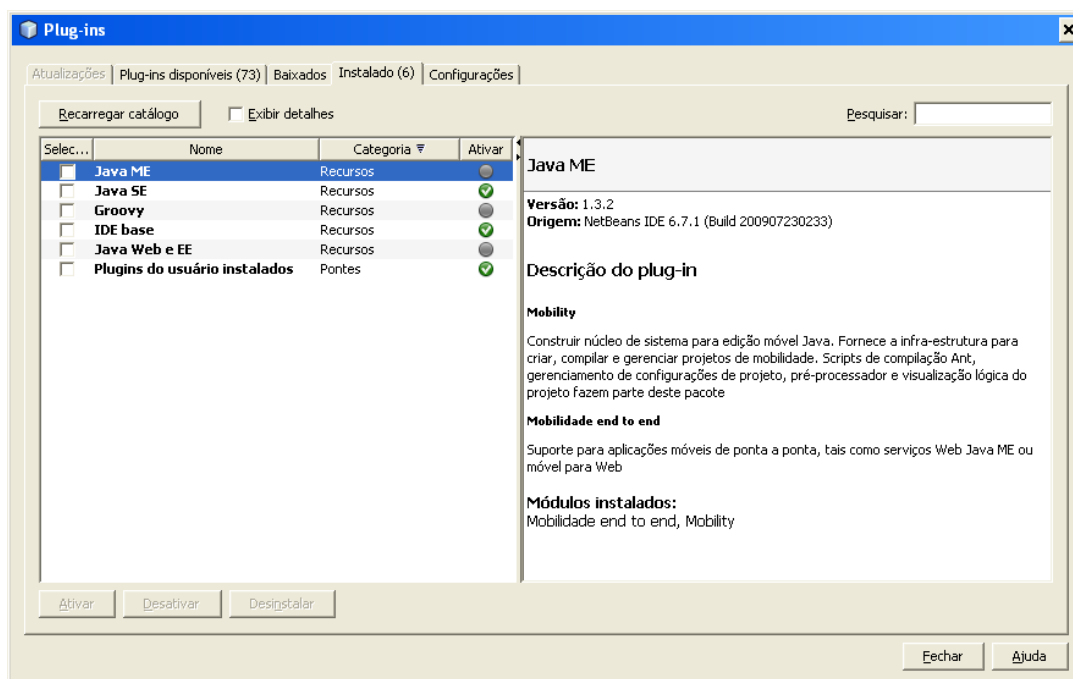 Plug-ins
Atualizações Plug-ins disponíveis (73) Baixados Instalado (6) Configurações
Recarregar catálogo Exibir detalhes Pesquisar:
Selec... Nome Categoria Ativar
Java ME Recursos
Java SE Recursos
Groovy Recursos
IDE base Recursos
Java Web e EE Recursos
Plugins do usuário instalados Pontes
Java ME
Versão: 1.3.2
Origem: NetBeans IDE 6.7.1 (Build 200907230233)
Descrição do plug-in
Mobility
Construir núcleo de sistema para edição móvel Java. Fornece a infra-estrutura para
criar, compilar e gerenciar projetos de mobilidade. Scripts de compilação Ant,
gerenciamento de configurações de projeto, pré-processador e visualização lógica do
projeto fazem parte deste pacote
Mobilidade end to end
Suporte para aplicações móveis de ponta a ponta, tais como serviços Web Java ME ou
móvel para Web
Módulos instalados:
Mobilidade end to end, Mobility
Ativar Desativar Desinstalar
Fechar Ajuda